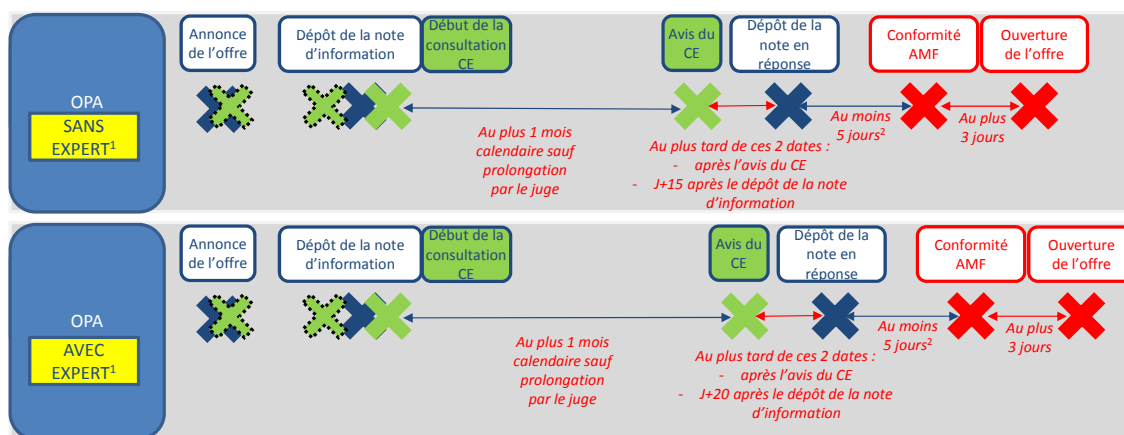 Annonce
de l'offre
Dépôt de la note
d'information
Début de la
consultation
CE
Avis du
CE
Dépôt de la
note en
réponse
Conformité
AMF
Ouverture
de l'offre
OPA
SANS
EXPERT¹
Au plus 1 mois
calendaire sauf
prolongation
par le juge
Au plus tard de ces 2 dates :
- après l'avis du CE
- J+15 après le dépôt de la note
d'information
Au moins
5 jours²
Au plus
3 jours
Annonce
de l'offre
Dépôt de la note
d'information
Début de la
consultation
CE
Avis du
CE
Dépôt de la
note en
réponse
Conformité
AMF
Ouverture
de l'offre
OPA
AVEC
EXPERT¹
Au plus 1 mois
calendaire sauf
prolongation
par le juge
Au plus tard de ces 2 dates :
- après l'avis du CE
- J+20 après le dépôt de la note
d'information
Au moins
5 jours²
Au plus
3 jours